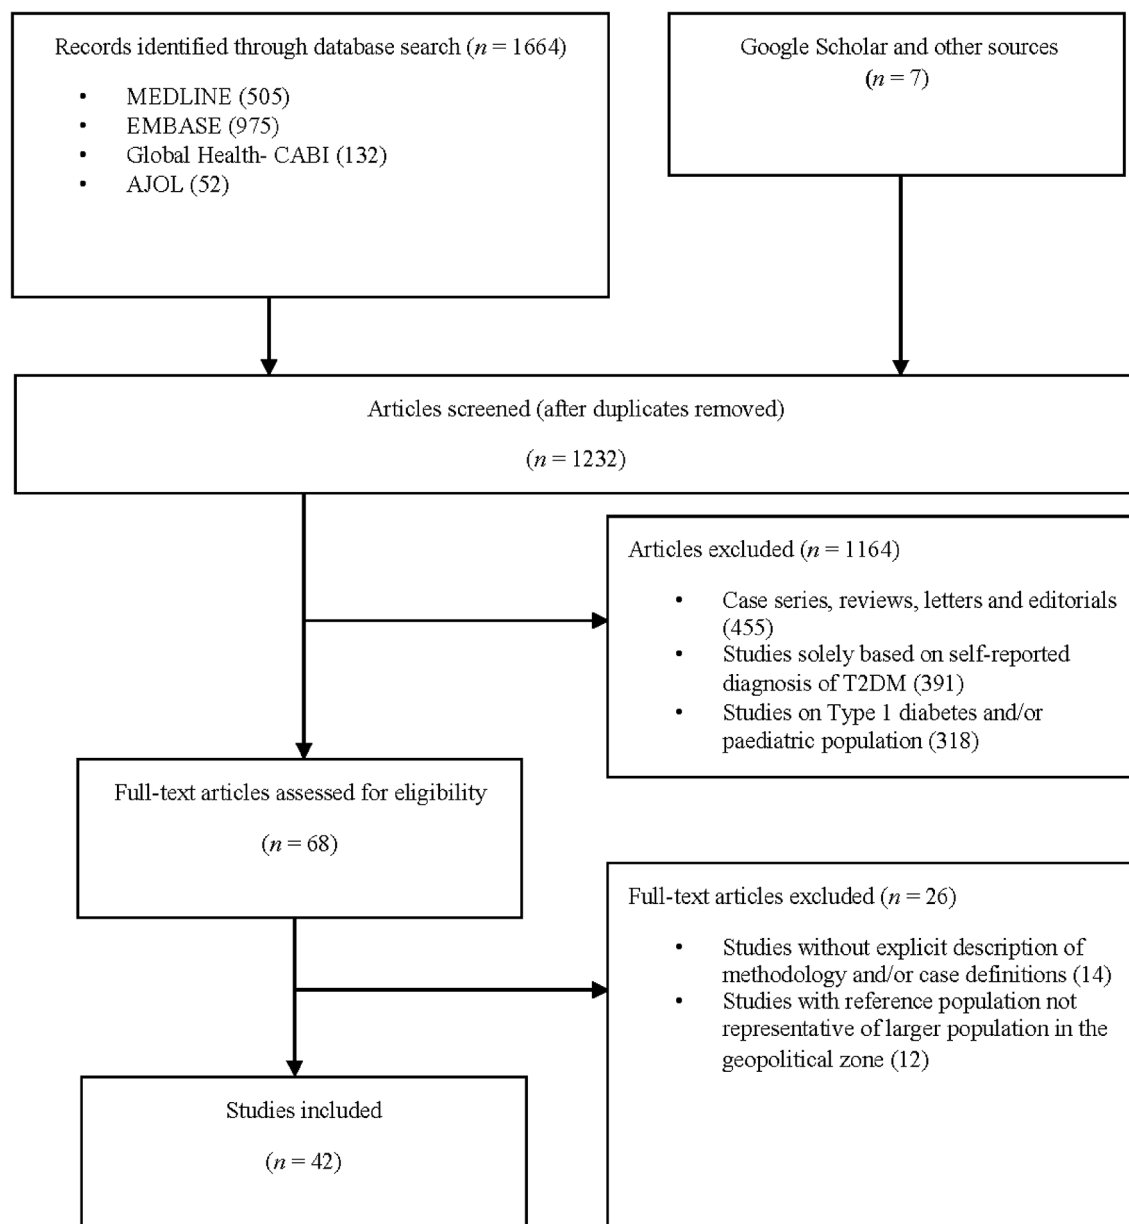 Records identified through database search (n = 1664)
• MEDLINE (505)
• EMBASE (975)
• Global Health- CABI (132)
• AJOL (52)
Google Scholar and other sources
(n = 7)
Articles screened (after duplicates removed)
(n = 1232)
Articles excluded (n = 1164)
• Case series, reviews, letters and editorials
(455)
• Studies solely based on self-reported
diagnosis of T2DM (391)
• Studies on Type 1 diabetes and/or
paediatric population (318)
Full-text articles assessed for eligibility
(n = 68)
Full-text articles excluded (n = 26)
• Studies without explicit description of
methodology and/or case definitions (14)
• Studies with reference population not
representative of larger population in the
geopolitical zone (12)
Studies included
(n = 42)